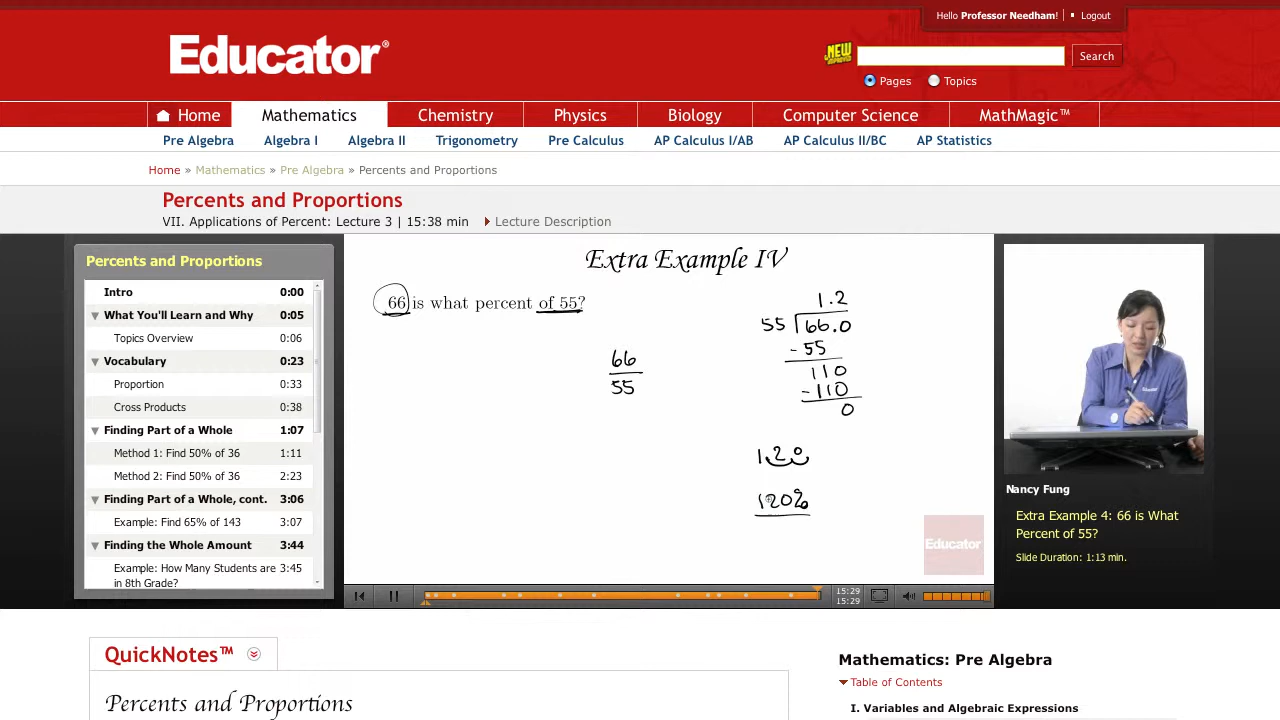 Hello Professor Needham! Logout
Educator®
NEW
Search
Pages Topics
Home Mathematics Chemistry Physics Biology Computer Science MathMagic™
Pre Algebra Algebra I Algebra II Trigonometry Pre Calculus AP Calculus I/AB AP Calculus II/BC AP Statistics
Home » Mathematics » Pre Algebra » Percents and Proportions
Percents and Proportions
VII. Applications of Percent: Lecture 3 | 15:38 min Lecture Description
Percents and Proportions
Intro 0:00
What You'll Learn and Why 0:05
Topics Overview 0:06
Vocabulary 0:23
Proportion 0:33
Cross Products 0:38
Finding Part of a Whole 1:07
Method 1: Find 50% of 36 1:11
Method 2: Find 50% of 36 2:23
Finding Part of a Whole, cont. 3:06
Example: Find 65% of 143 3:07
Finding the Whole Amount 3:44
Example: How Many Students are 3:45
in 8th Grade?
Extra Example IV
66 is what percent of 55?
66
55
1.2
55 66.0
-55
110
-110
0
120
120%
Educator
15:29
15:29
Nancy Fung
Extra Example 4: 66 is What
Percent of 55?
Slide Duration: 1:13 min.
QuickNotes™
Percents and Proportions
Mathematics: Pre Algebra
Table of Contents
I. Variables and Algebraic Expressions